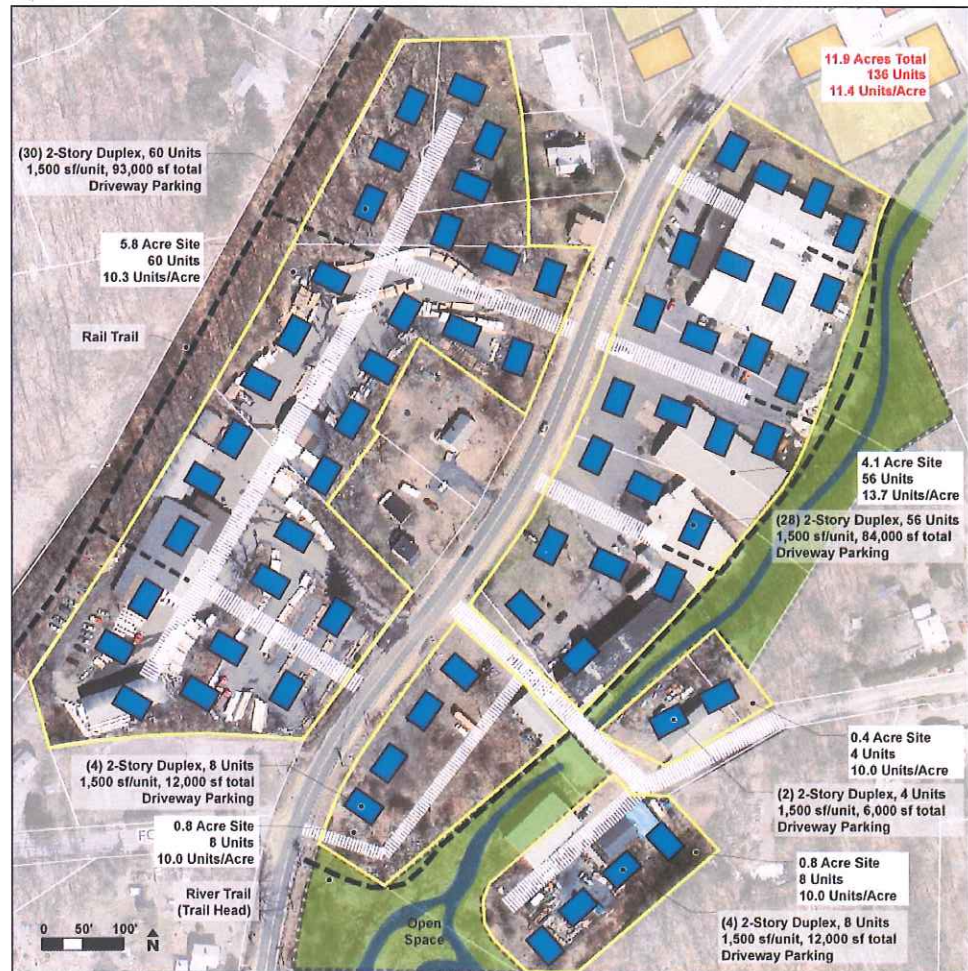 11.9 Acres Total
136 Units
11.4 Units/Acre
(30) 2-Story Duplex, 60 Units
1,500 sf/unit, 93,000 sf total
Driveway Parking
5.8 Acre Site
60 Units
10.3 Units/Acre
Rail Trail
4.1 Acre Site
56 Units
13.7 Units/Acre
(28) 2-Story Duplex, 56 Units
1,500 sf/unit, 84,000 sf total
Driveway Parking
(4) 2-Story Duplex, 8 Units
1,500 sf/unit, 12,000 sf total
Driveway Parking
0.8 Acre Site
8 Units
10.0 Units/Acre
River Trail
(Trail Head)
0.4 Acre Site
4 Units
10.0 Units/Acre
(2) 2-Story Duplex, 4 Units
1,500 sf/unit, 6,000 sf total
Driveway Parking
0.8 Acre Site
8 Units
10.0 Units/Acre
(4) 2-Story Duplex, 8 Units
1,500 sf/unit, 12,000 sf total
Driveway Parking
Open
Space
0 50' 100' N